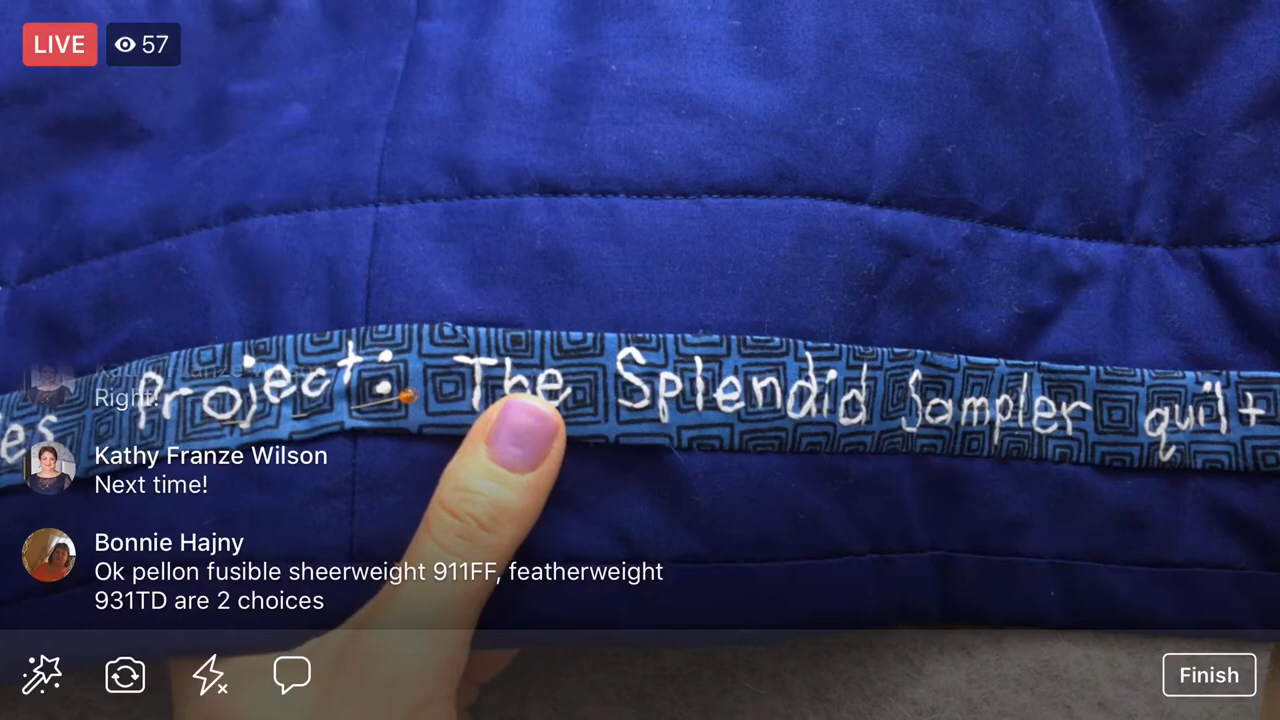 LIVE 57
es Project: The Splendid Sampler quilt
Right!
Kathy Franze Wilson
Next time!
Bonnie Hajny
Ok pellon fusible sheerweight 911FF, featherweight
931TD are 2 choices
Finish